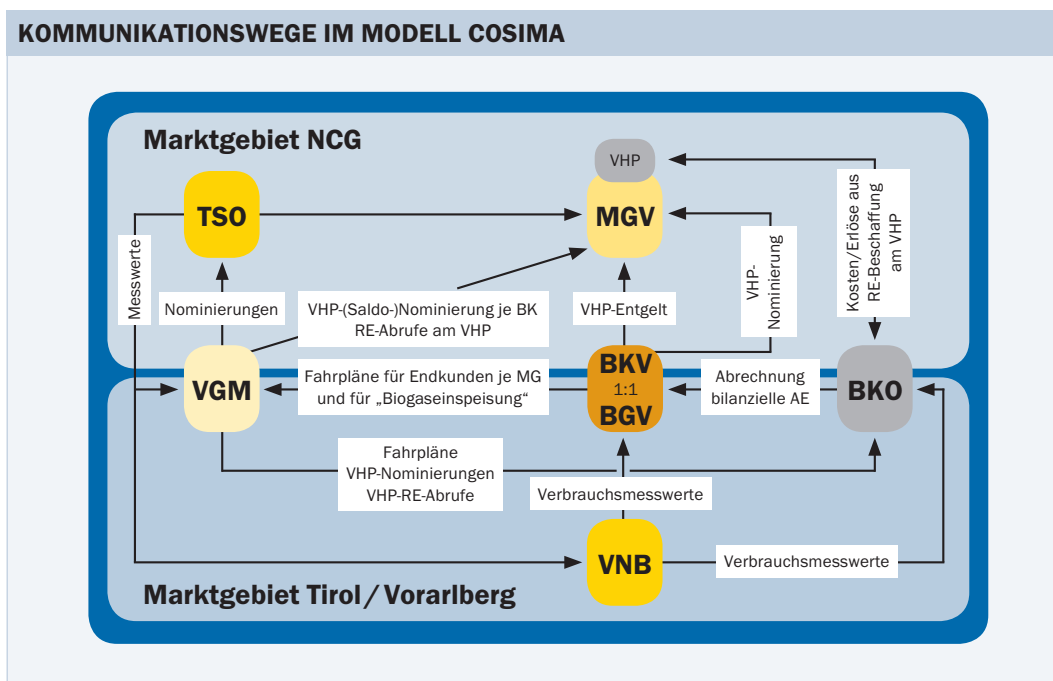 KOMMUNIKATIONSWEGE IM MODELL COSIMA
Marktgebiet NCG
VHP
MGV
TSO
Messwerte
Nominierungen
VHP-(Saldo-)Nominierung je BK
RE-Abrufe am VHP
VHP-Entgelt
VHP-
Nominierung
Kosten/Erlöse aus
RE-Beschaffung
am VHP
VGM
Fahrpläne für Endkunden je MG
und für „Biogaseinspeisung“
BKV
1:1
BGV
Abrechnung
bilanzielle AE
BKO
Fahrpläne
VHP-Nominierungen
VHP-RE-Abrufe
Verbrauchsmesswerte
VNB
Verbrauchsmesswerte
Marktgebiet Tirol/Vorarlberg